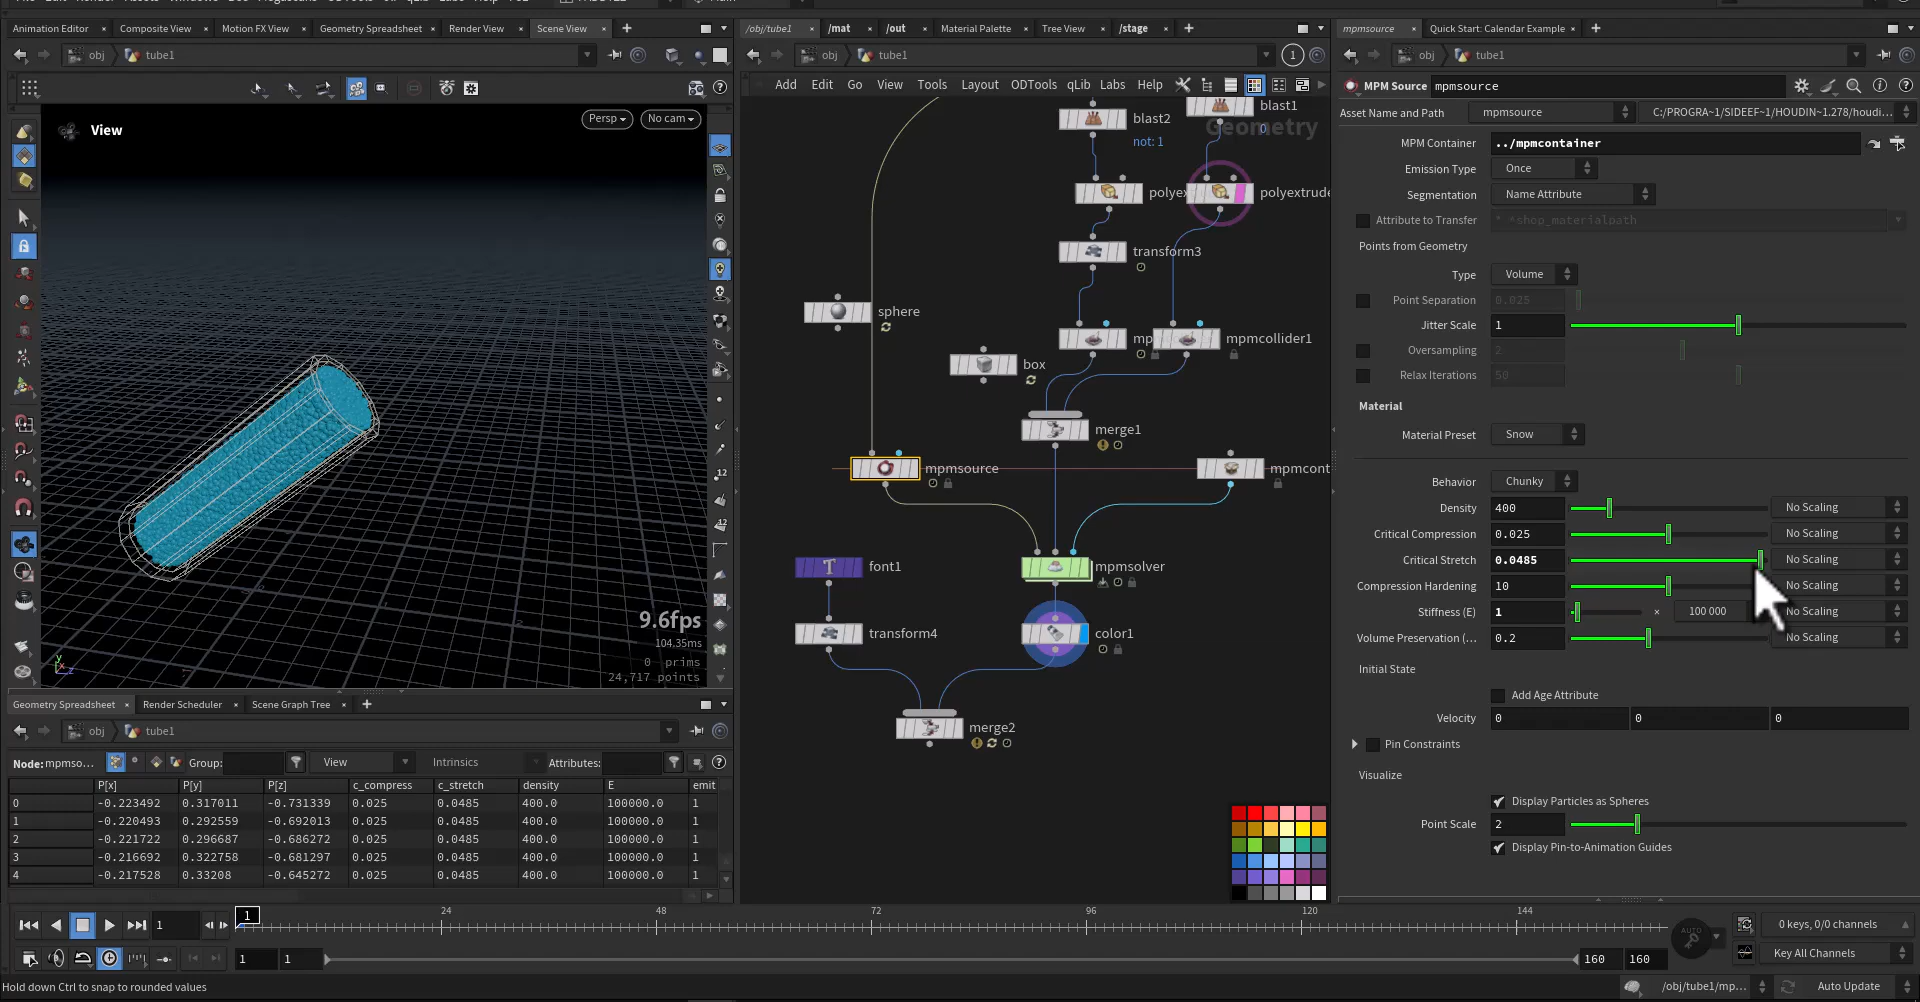 Animation Editor
Composite View
Motion FX View
Geometry Spreadsheet
Render View
Scene View
obj
tube1
View
Persp
No cam
9.6fps
104.35ms
0 prims
24,717 points
Geometry Spreadsheet
Render Scheduler
Scene Graph Tree
obj
tube1
Node: mpmso...
Group:
View
Intrinsics
Attributes:
P[x] P[y] P[z] c_compress c_stretch density E emit
0 -0.223492 0.317011 -0.731339 0.025 0.0485 400.0 100000.0 1
1 -0.220493 0.292559 -0.692013 0.025 0.0485 400.0 100000.0 1
2 -0.221722 0.296687 -0.686272 0.025 0.0485 400.0 100000.0 1
3 -0.216692 0.322758 -0.681297 0.025 0.0485 400.0 100000.0 1
4 -0.217528 0.33208 -0.645272 0.025 0.0485 400.0 100000.0 1
/obj/tube1
/mat
/out
Material Palette
Tree View
/stage
obj
tube1
1
Add Edit Go View Tools Layout ODTools qLib Labs Help
Geometry
blast2
not: 1
blast1
0
polyex
polyextrude
transform3
sphere
mp
mpmcollider1
box
merge1
mpmsource
mpmcont
font1
mpmsolver
transform4
color1
merge2
mpmsource
Quick Start: Calendar Example
obj
tube1
MPM Source mpmsource
Asset Name and Path mpmsource C:/PROGRA~1/SIDEEF~1/HOUDIN~1.278/houdi...
MPM Container ../mpmcontainer
Emission Type Once
Segmentation Name Attribute
Attribute to Transfer * ^shop_materialpath
Points from Geometry
Type Volume
Point Separation 0.025
Jitter Scale 1
Oversampling 2
Relax Iterations 50
Material
Material Preset Snow
Behavior Chunky
Density 400 No Scaling
Critical Compression 0.025 No Scaling
Critical Stretch 0.0485 No Scaling
Compression Hardening 10 No Scaling
Stiffness (E) 1 × 100 000 No Scaling
Volume Preservation (... 0.2 No Scaling
Initial State
Add Age Attribute
Velocity 0 0 0
Pin Constraints
Visualize
Display Particles as Spheres
Point Scale 2
Display Pin-to-Animation Guides
1
1 24 48 72 96 120 144
1 1 160 160
AUTO
0 keys, 0/0 channels
Key All Channels
Hold down Ctrl to snap to rounded values
/obj/tube1/mp...
Auto Update